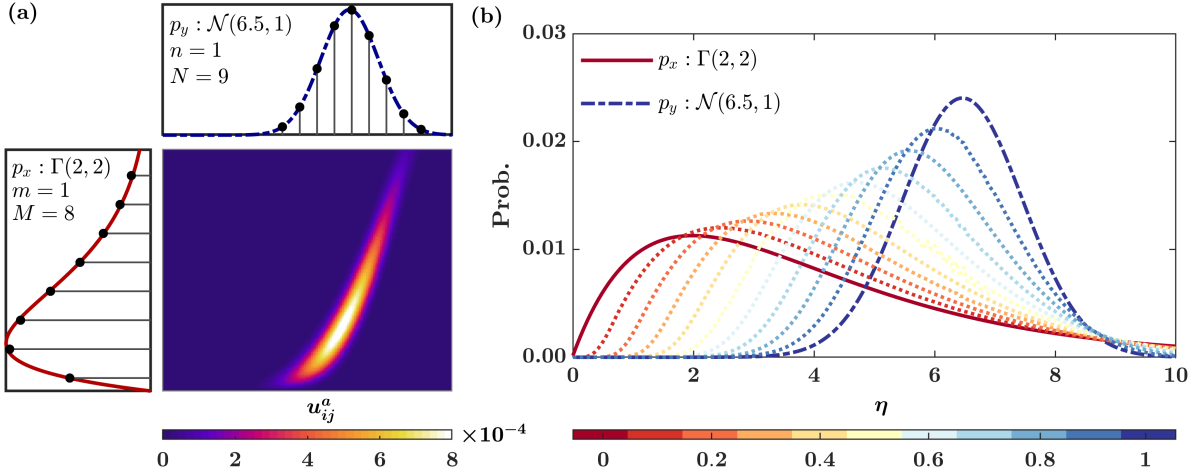 (a)
p_y : 𝒩(6.5, 1)
n = 1
N = 9
p_x : Γ(2, 2)
m = 1
M = 8
u^a_{ij}
×10^{-4}
0 2 4 6 8
(b)
0.03
0.02
0.01
0.00
Prob.
p_x : Γ(2, 2)
p_y : 𝒩(6.5, 1)
0 2 4 6 8 10
η
0 0.2 0.4 0.6 0.8 1